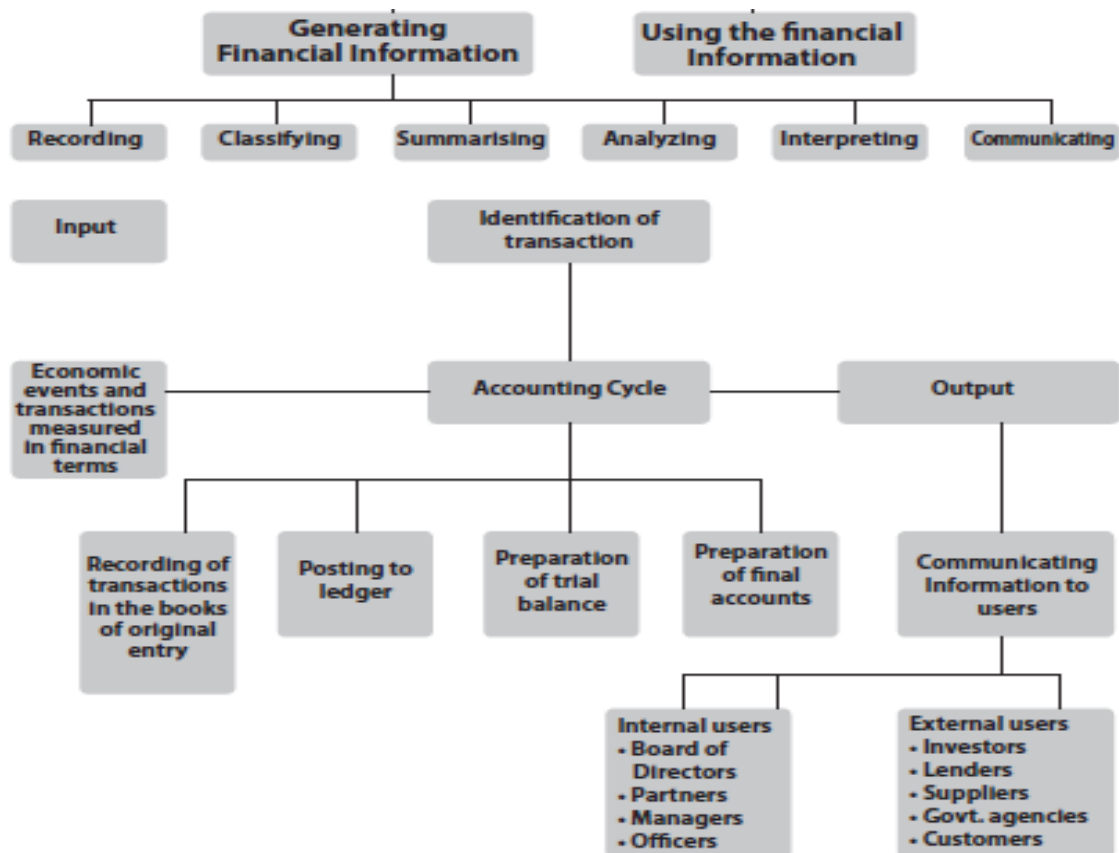 Generating
Financial Information
Using the financial
Information
Recording
Classifying
Summarising
Analyzing
Interpreting
Communicating
Input
Identification of
transaction
Economic
events and
transactions
measured
in financial
terms
Accounting Cycle
Output
Recording of
transactions
in the books
of original
entry
Posting to
ledger
Preparation
of trial
balance
Preparation
of final
accounts
Communicating
Information to
users
Internal users
• Board of
Directors
• Partners
• Managers
• Officers
External users
• Investors
• Lenders
• Suppliers
• Govt. agencies
• Customers